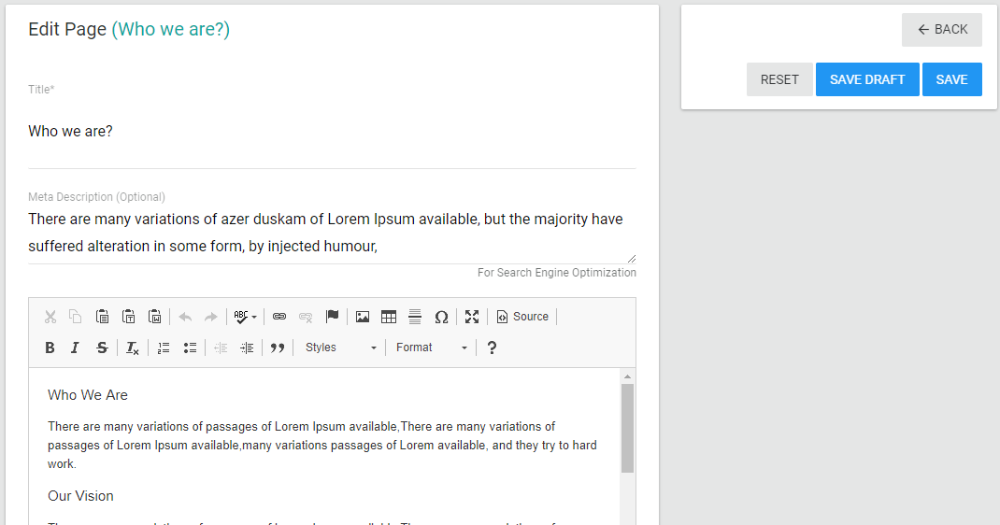 Edit Page (Who we are?)
BACK
RESET SAVE DRAFT SAVE
Title*
Who we are?
Meta Description (Optional)
There are many variations of azer duskam of Lorem Ipsum available, but the majority have
suffered alteration in some form, by injected humour,
For Search Engine Optimization
ABC Ω Source
B I S Tx Styles Format ?
Who We Are
There are many variations of passages of Lorem Ipsum available,There are many variations of
passages of Lorem Ipsum available,many variations passages of Lorem available, and they try to hard
work.
Our Vision